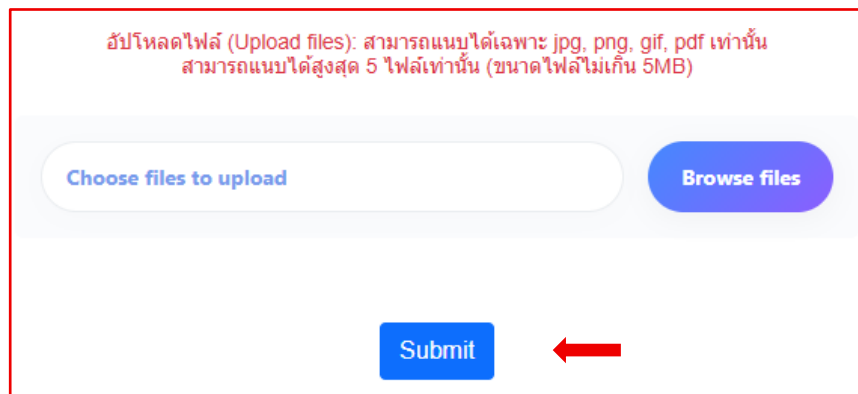 อัปโหลดไฟล์ (Upload files): สามารถแนบได้เฉพาะ jpg, png, gif, pdf เท่านั้น
สามารถแนบได้สูงสุด 5 ไฟล์เท่านั้น (ขนาดไฟล์ไม่เกิน 5MB)
Choose files to upload
Browse files
Submit